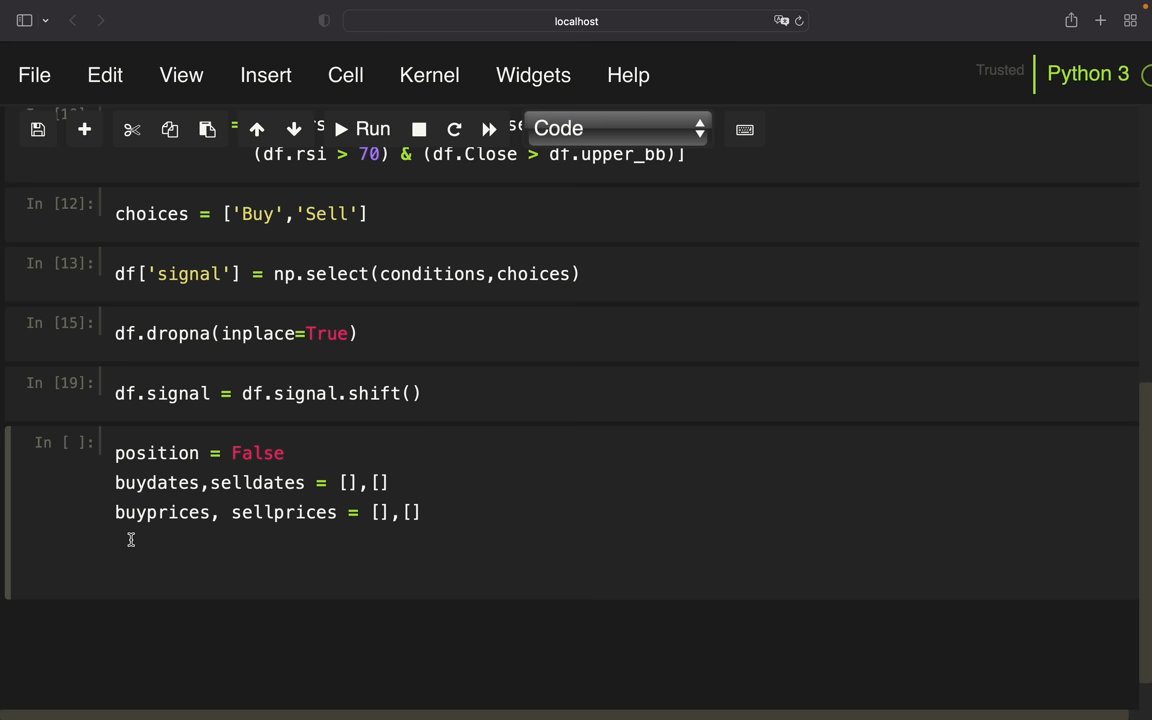 localhost
File Edit View Insert Cell Kernel Widgets Help Trusted Python 3
Run Code
(df.rsi > 70) & (df.Close > df.upper_bb)]
In [12]: choices = ['Buy','Sell']
In [13]: df['signal'] = np.select(conditions,choices)
In [15]: df.dropna(inplace=True)
In [19]: df.signal = df.signal.shift()
In [ ]: position = False
buydates,selldates = [],[]
buyprices, sellprices = [],[]